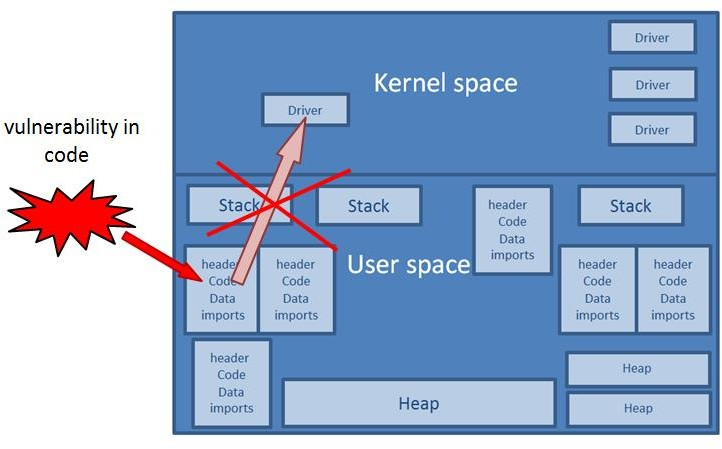 Driver
Kernel space
Driver
Driver
Driver
vulnerability in
code
Stack
Stack
Stack
header
Code
Data
imports
User space
header
Code
Data
imports
header
Code
Data
imports
header
Code
Data
imports
header
Code
Data
imports
header
Code
Data
imports
Heap
Heap
Heap